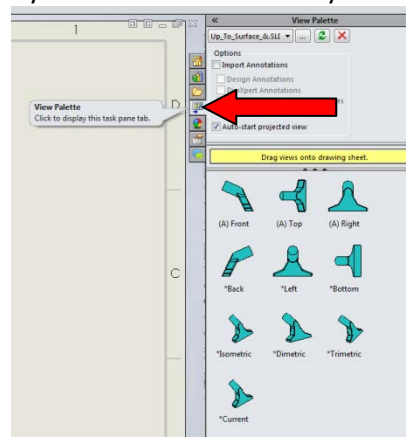 1
« View Palette
Up_To_Surface_&.SLI ...
Options
Import Annotations
Design Annotations
Annotations
D
View Palette
Click to display this task pane tab.
Auto-start projected view
Drag views onto drawing sheet.
(A) Front (A) Top (A) Right
*Back *Left *Bottom
C
*Isometric *Dimetric *Trimetric
*Current